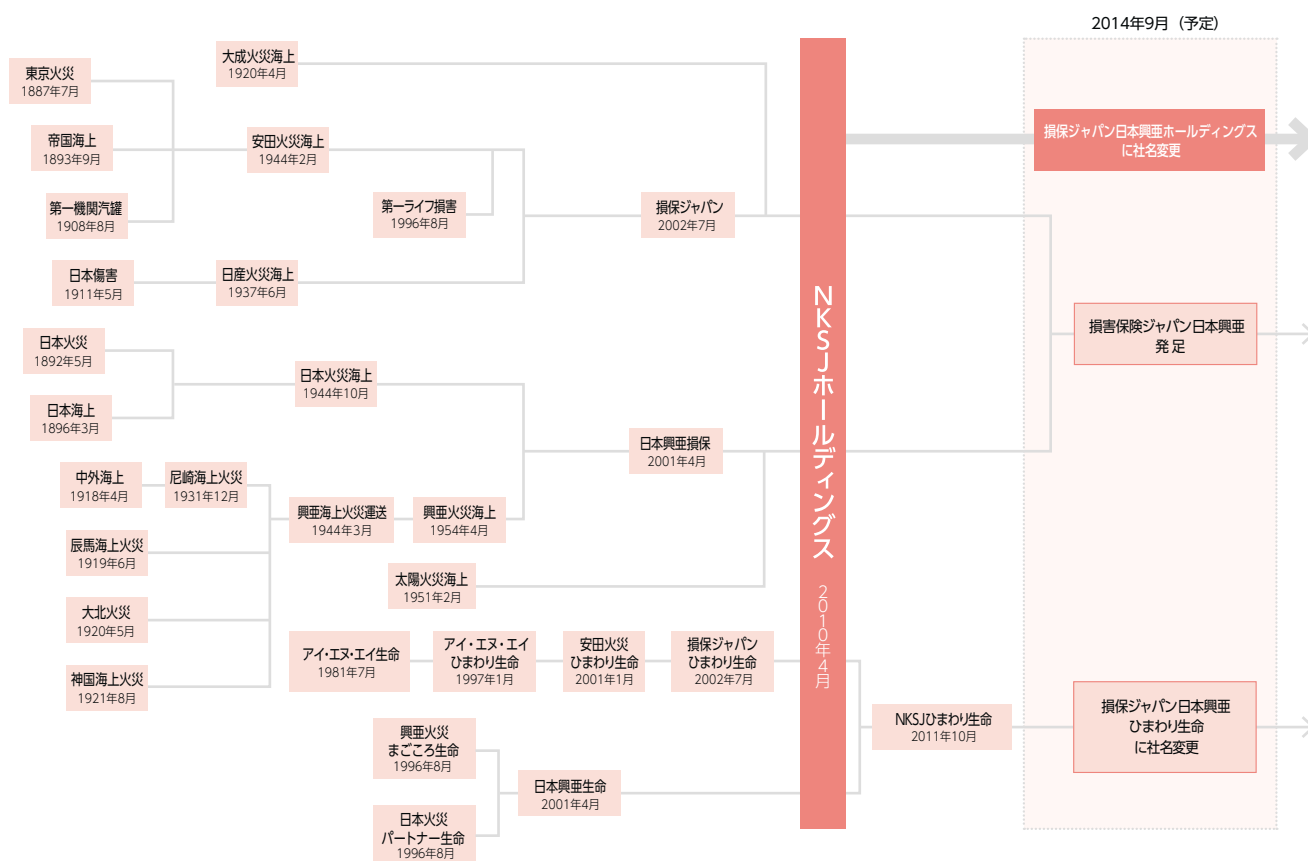 2014年9月（予定）
大成火災海上
1920年4月
東京火災
1887年7月
帝国海上
1893年9月
安田火災海上
1944年2月
第一機関汽罐
1908年8月
第一ライフ損害
1996年8月
損保ジャパン
2002年7月
日本傷害
1911年5月
日産火災海上
1937年6月
日本火災
1892年5月
日本海上
1896年3月
日本火災海上
1944年10月
日本興亜損保
2001年4月
中外海上
1918年4月
尼崎海上火災
1931年12月
興亜海上火災運送
1944年3月
興亜火災海上
1954年4月
辰馬海上火災
1919年6月
太陽火災海上
1951年2月
大北火災
1920年5月
神国海上火災
1921年8月
アイ・エヌ・エイ生命
1981年7月
アイ・エヌ・エイ
ひまわり生命
1997年1月
安田火災
ひまわり生命
2001年1月
損保ジャパン
ひまわり生命
2002年7月
興亜火災
まごころ生命
1996年8月
日本興亜生命
2001年4月
日本火災
パートナー生命
1996年8月
NKSJホールディングス 2010年4月
NKSJひまわり生命
2011年10月
損保ジャパン日本興亜ホールディングス
に社名変更
損害保険ジャパン日本興亜
発足
損保ジャパン日本興亜
ひまわり生命
に社名変更